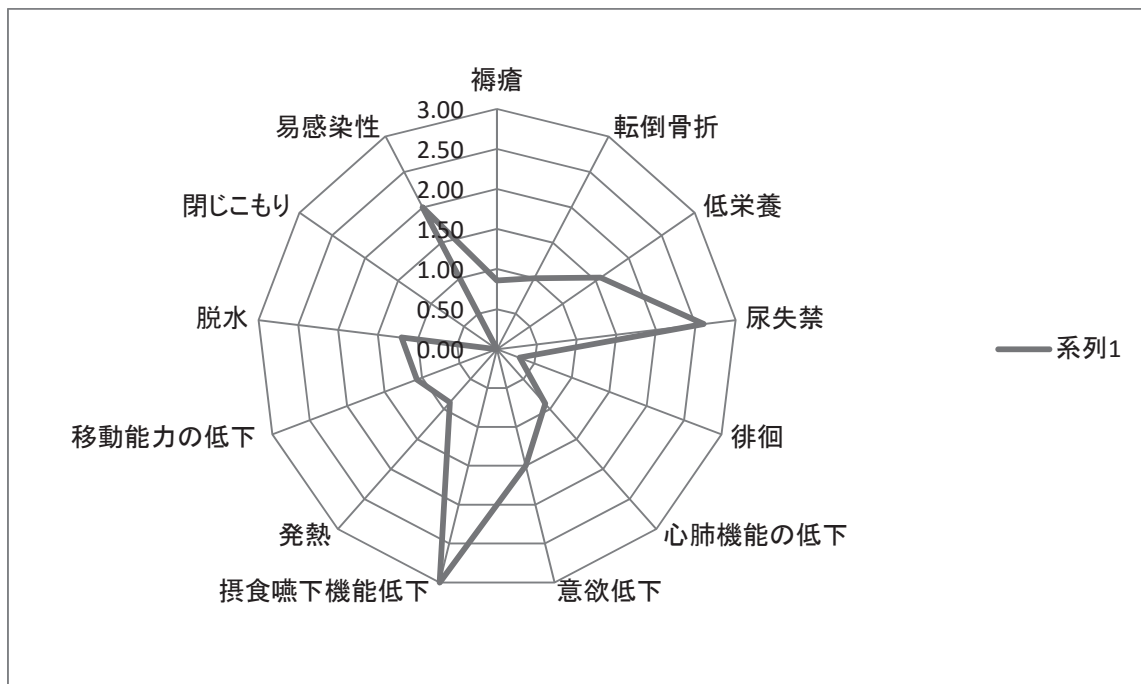 褥瘡
転倒骨折
低栄養
尿失禁
徘徊
心肺機能の低下
意欲低下
摂食嚥下機能低下
発熱
移動能力の低下
脱水
閉じこもり
易感染性
3.00
2.50
2.00
1.50
1.00
0.50
0.00
系列1